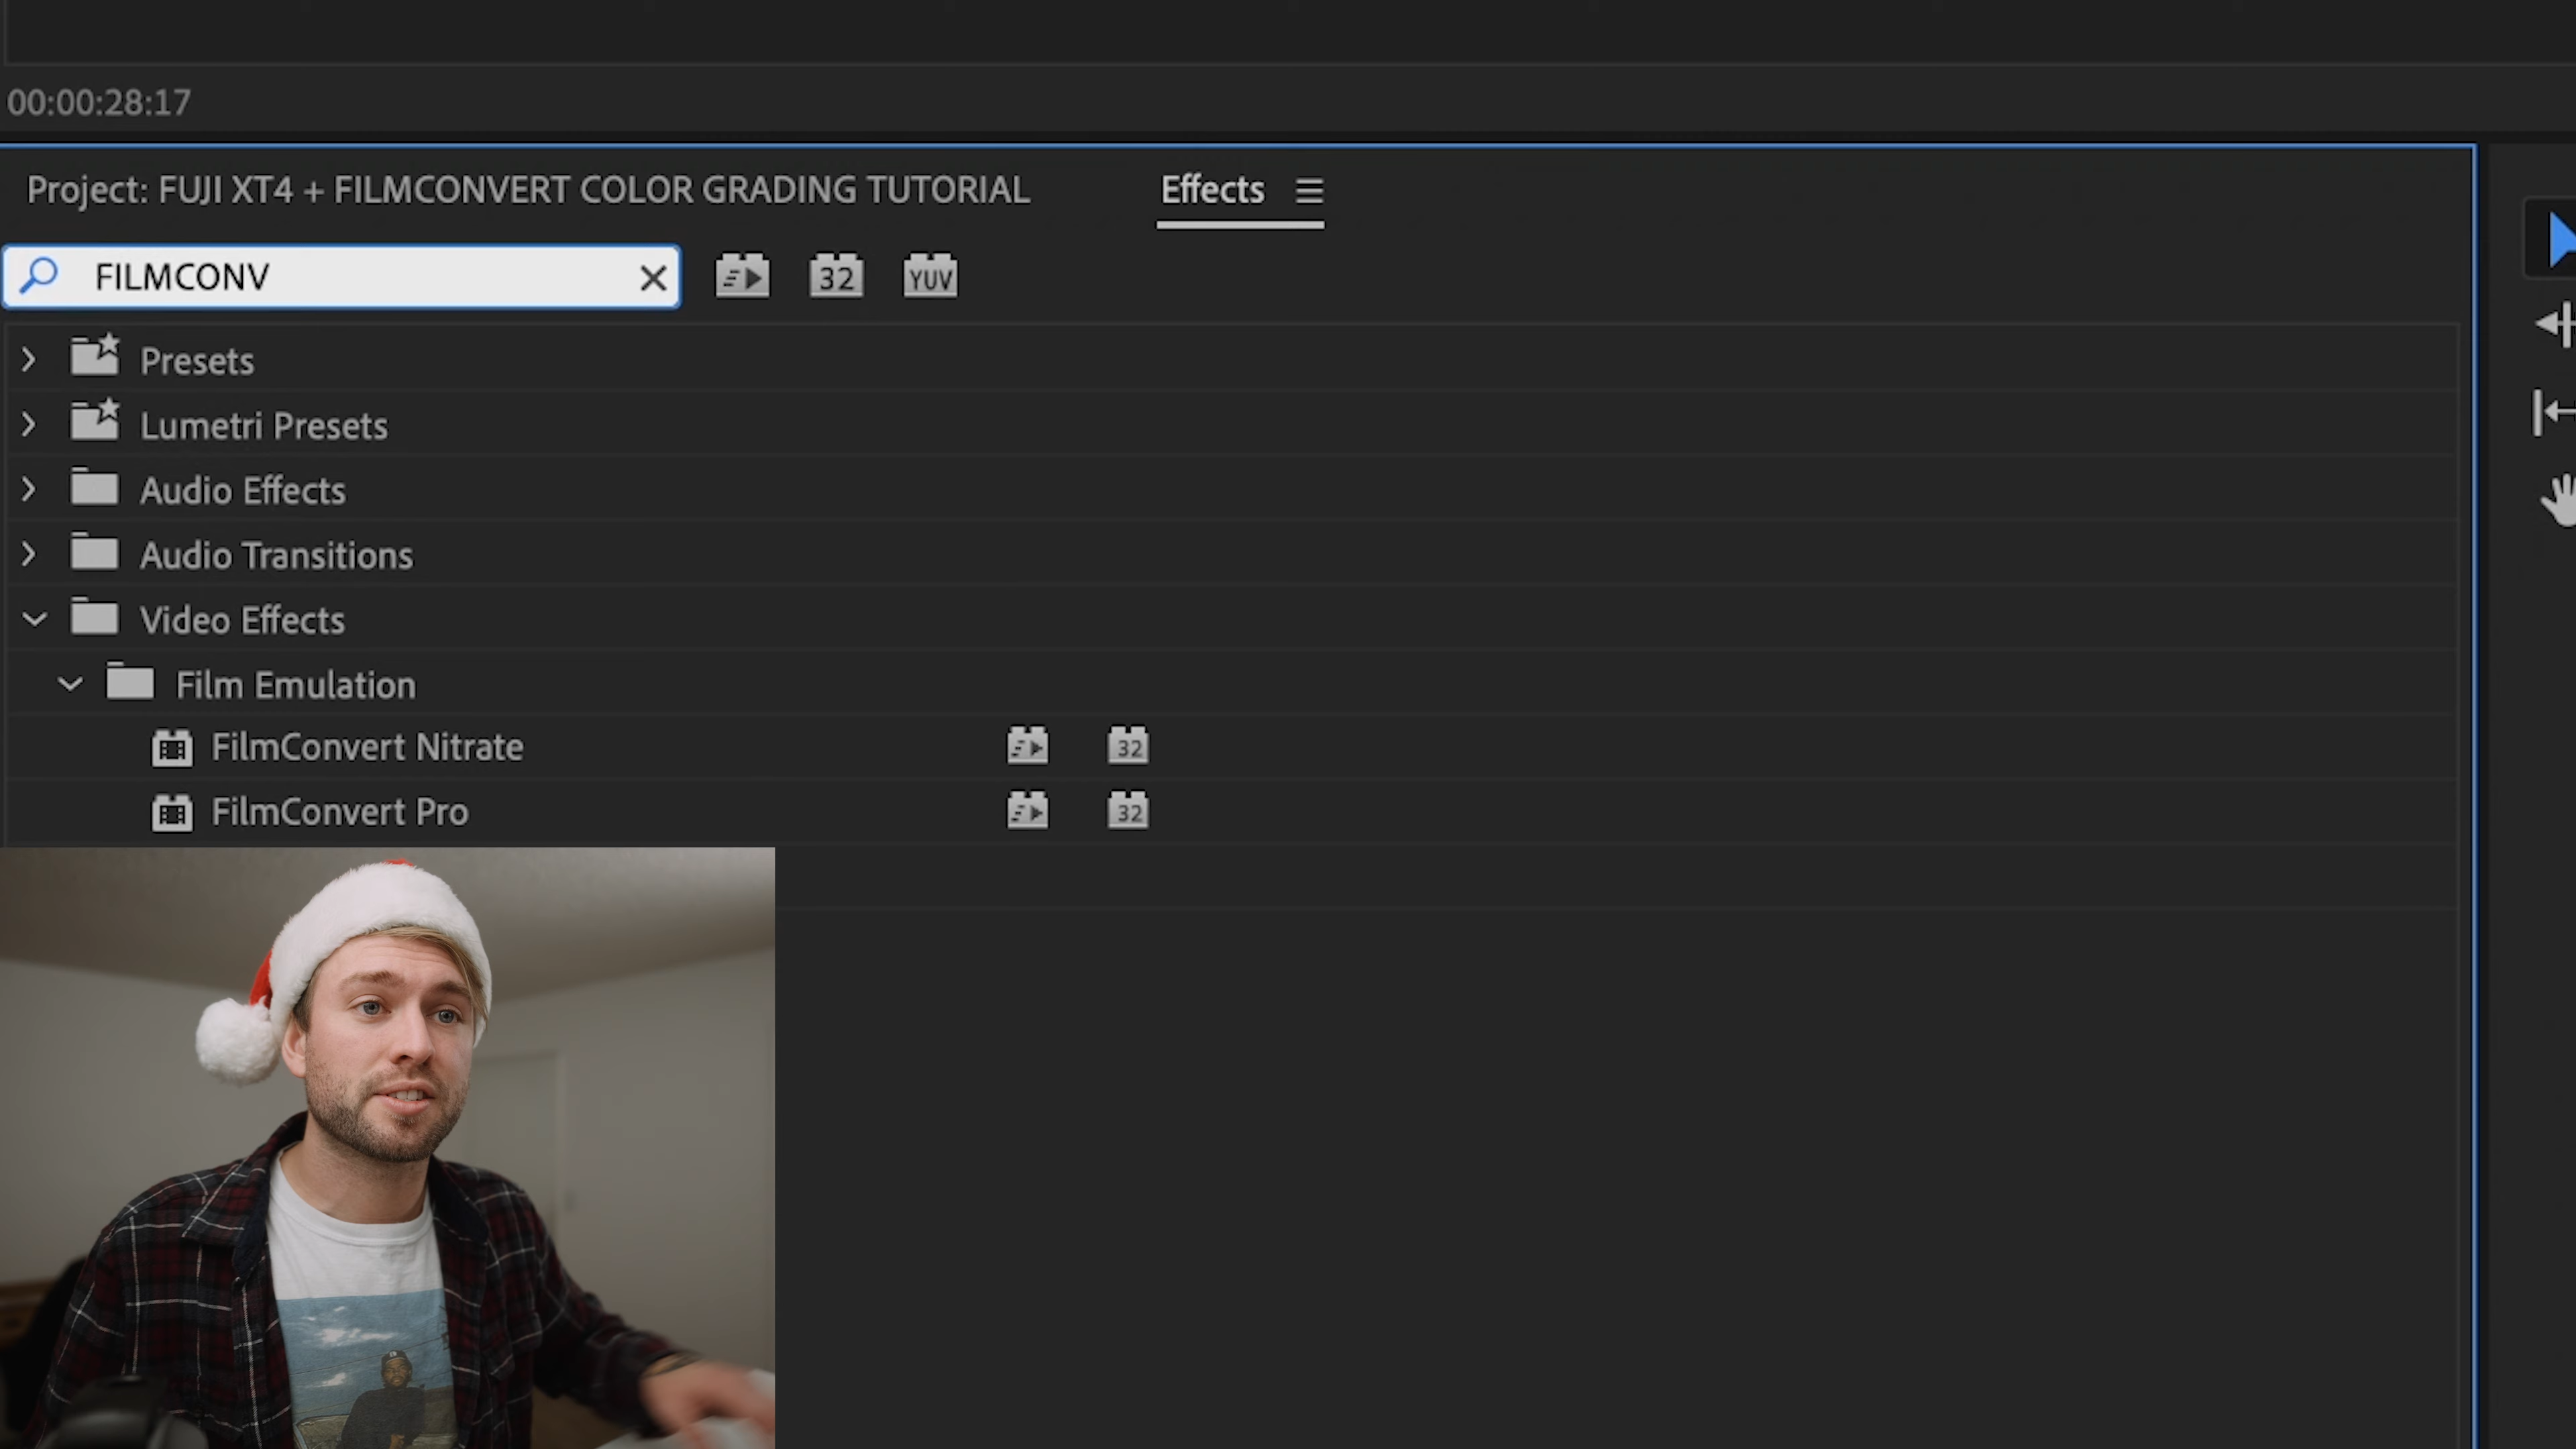 00:00:28:17
Project: FUJI XT4 + FILMCONVERT COLOR GRADING TUTORIAL
Effects
FILMCONV
32
YUV
Presets
Lumetri Presets
Audio Effects
Audio Transitions
Video Effects
Film Emulation
FilmConvert Nitrate
32
FilmConvert Pro
32